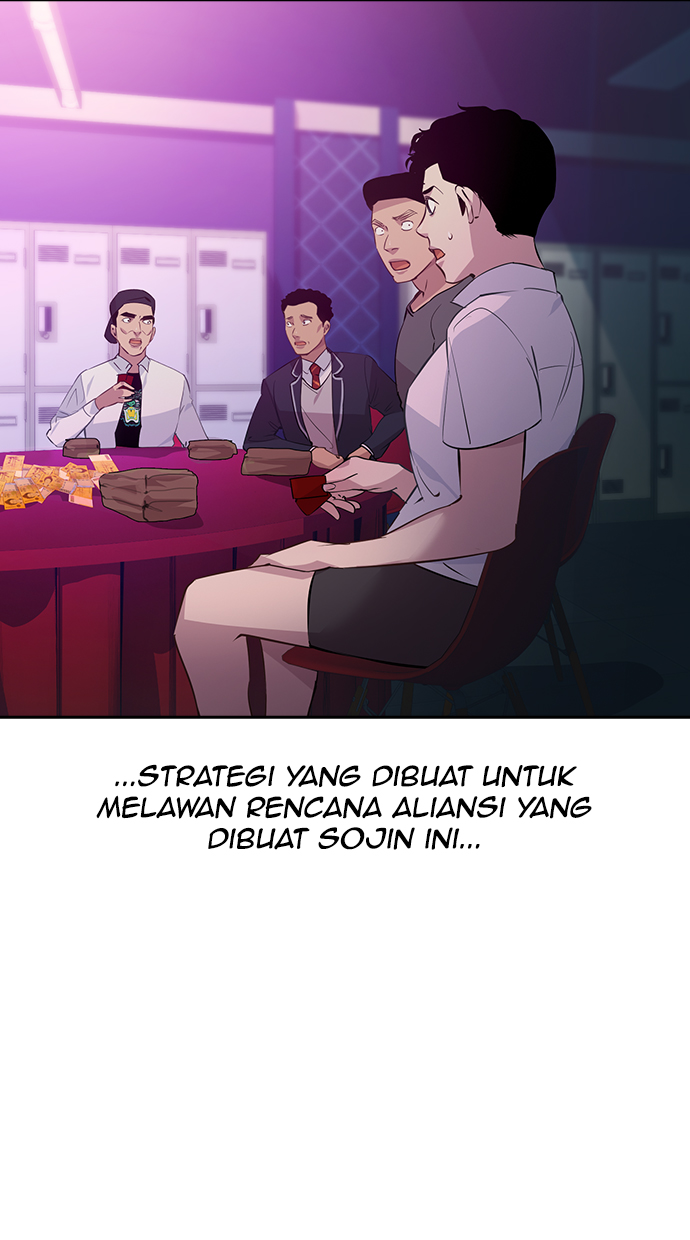 ...STRATEGI YANG DIBUAT UNTUK
MELAWAN RENCANA ALIANSI YANG
DIBUAT SOJIN INI...